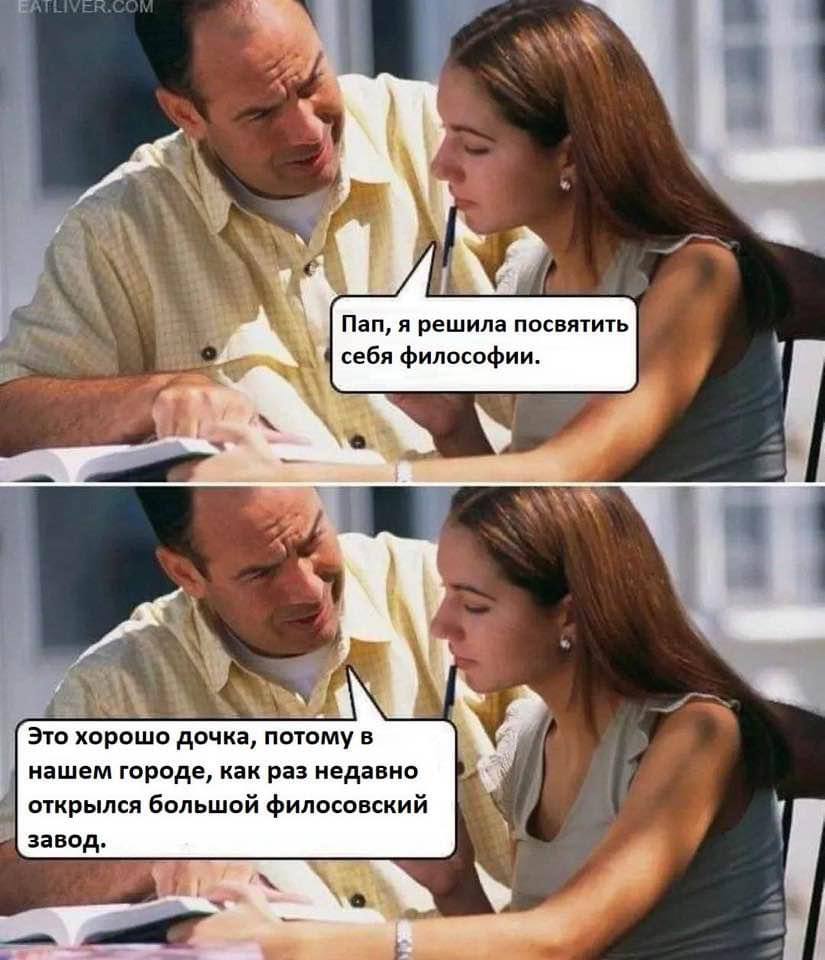 EATLIVER.COM
Пап, я решила посвятить
себя философии.
Это хорошо дочка, потому в
нашем городе, как раз недавно
открылся большой филосовский
завод.